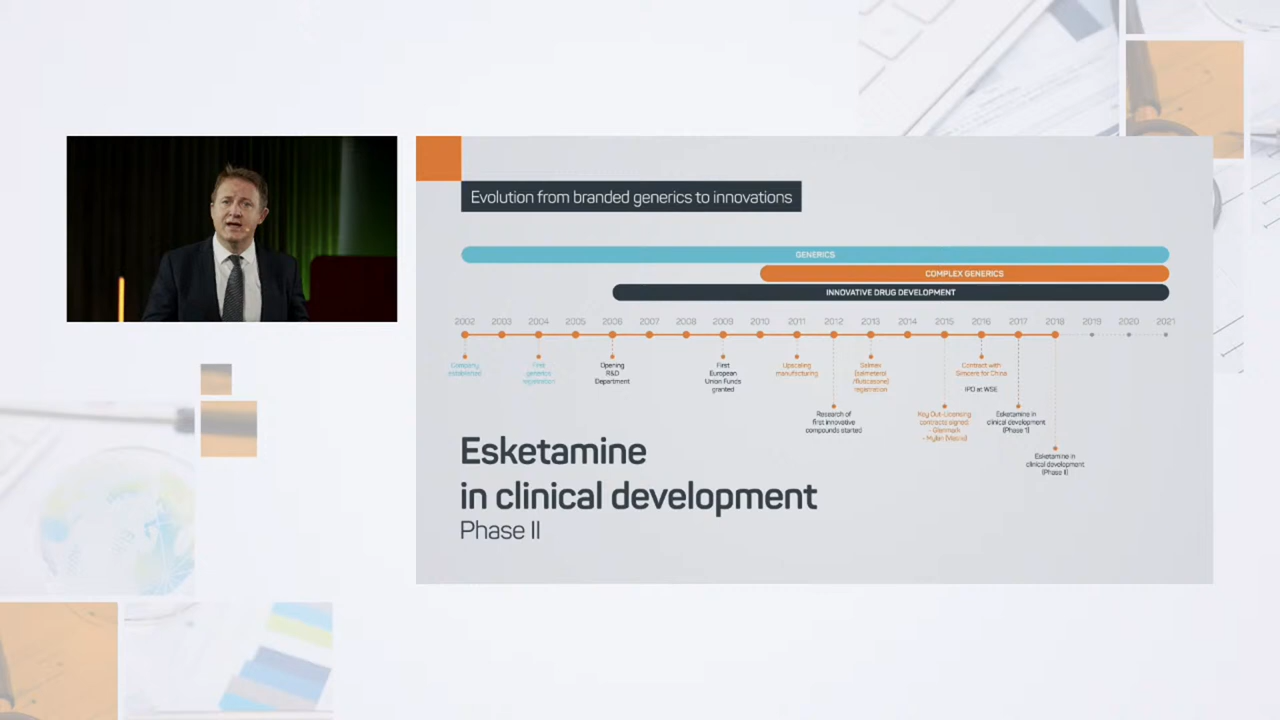 Evolution from branded generics to innovations
GENERICS
COMPLEX GENERICS
INNOVATIVE DRUG DEVELOPMENT
2002 2003 2004 2005 2006 2007 2008 2009 2010 2011 2012 2013 2014 2015 2016 2017 2018 2019 2020 2021
Company
established
First
generics
registration
Opening
R&D
Department
First
European
Union Funds
granted
Upscaling
manufacturing
Research of
first innovative
compounds started
Salmex
(salmeterol
/fluticasone)
registration
Key Out-Licensing
contracts signed:
- Glenmark
- Mylan (Mexico)
Contract with
Simcere for China
IPO at WSE
Esketamine in
clinical development
(Phase 1)
Esketamine in
clinical development
(Phase II)
Esketamine
in clinical development
Phase II